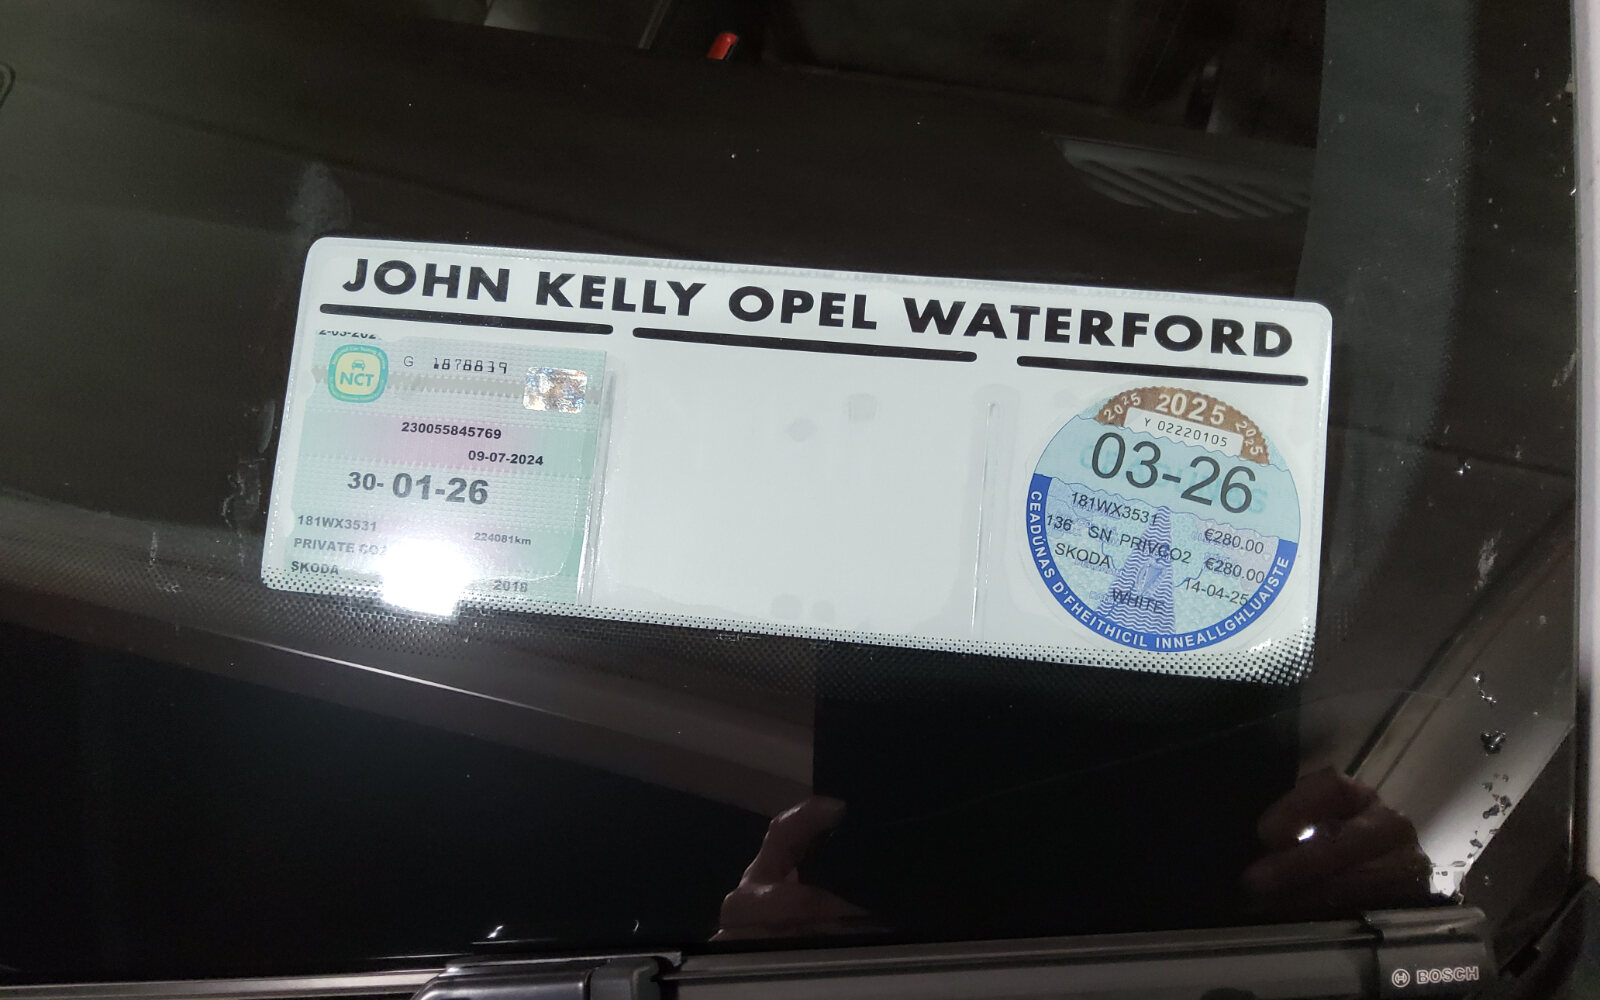 JOHN KELLY OPEL WATERFORD
NCT
G 1878839
230055845769
09-07-2024
30- 01-26
181WX3531
224081km
PRIVATE
SKODA
2018
2025 2025 2025
Y 02220105
03-26
181WX3531
€280.00
136 SN PRIVCO2
€280.00
SKODA
14-04-25
WHITE
CEADÚNAS D'FHEITHICIL INNEALLGHLUAISTE
BOSCH